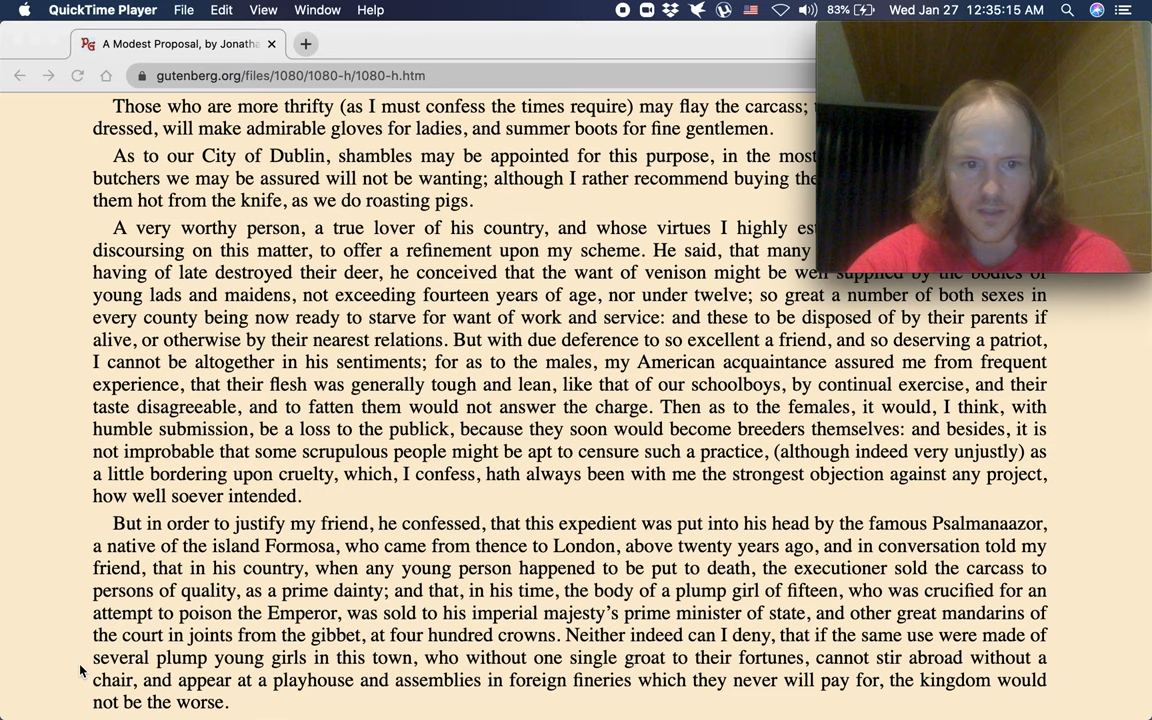 QuickTime Player File Edit View Window Help 83% Wed Jan 27 12:35:15 AM
A Modest Proposal, by Jonatha
gutenberg.org/files/1080/1080-h/1080-h.htm
Those who are more thrifty (as I must confess the times require) may flay the carcass;
dressed, will make admirable gloves for ladies, and summer boots for fine gentlemen.
As to our City of Dublin, shambles may be appointed for this purpose, in the most
butchers we may be assured will not be wanting; although I rather recommend buying the
them hot from the knife, as we do roasting pigs.
A very worthy person, a true lover of his country, and whose virtues I highly
discoursing on this matter, to offer a refinement upon my scheme. He said, that many
having of late destroyed their deer, he conceived that the want of venison might be well supplied by the bodies of
young lads and maidens, not exceeding fourteen years of age, nor under twelve; so great a number of both sexes in
every county being now ready to starve for want of work and service: and these to be disposed of by their parents if
alive, or otherwise by their nearest relations. But with due deference to so excellent a friend, and so deserving a patriot,
I cannot be altogether in his sentiments; for as to the males, my American acquaintance assured me from frequent
experience, that their flesh was generally tough and lean, like that of our schoolboys, by continual exercise, and their
taste disagreeable, and to fatten them would not answer the charge. Then as to the females, it would, I think, with
humble submission, be a loss to the publick, because they soon would become breeders themselves: and besides, it is
not improbable that some scrupulous people might be apt to censure such a practice, (although indeed very unjustly) as
a little bordering upon cruelty, which, I confess, hath always been with me the strongest objection against any project,
how well soever intended.
But in order to justify my friend, he confessed, that this expedient was put into his head by the famous Psalmanaazor,
a native of the island Formosa, who came from thence to London, above twenty years ago, and in conversation told my
friend, that in his country, when any young person happened to be put to death, the executioner sold the carcass to
persons of quality, as a prime dainty; and that, in his time, the body of a plump girl of fifteen, who was crucified for an
attempt to poison the Emperor, was sold to his imperial majesty’s prime minister of state, and other great mandarins of
the court in joints from the gibbet, at four hundred crowns. Neither indeed can I deny, that if the same use were made of
several plump young girls in this town, who without one single groat to their fortunes, cannot stir abroad without a
chair, and appear at a playhouse and assemblies in foreign fineries which they never will pay for, the kingdom would
not be the worse.